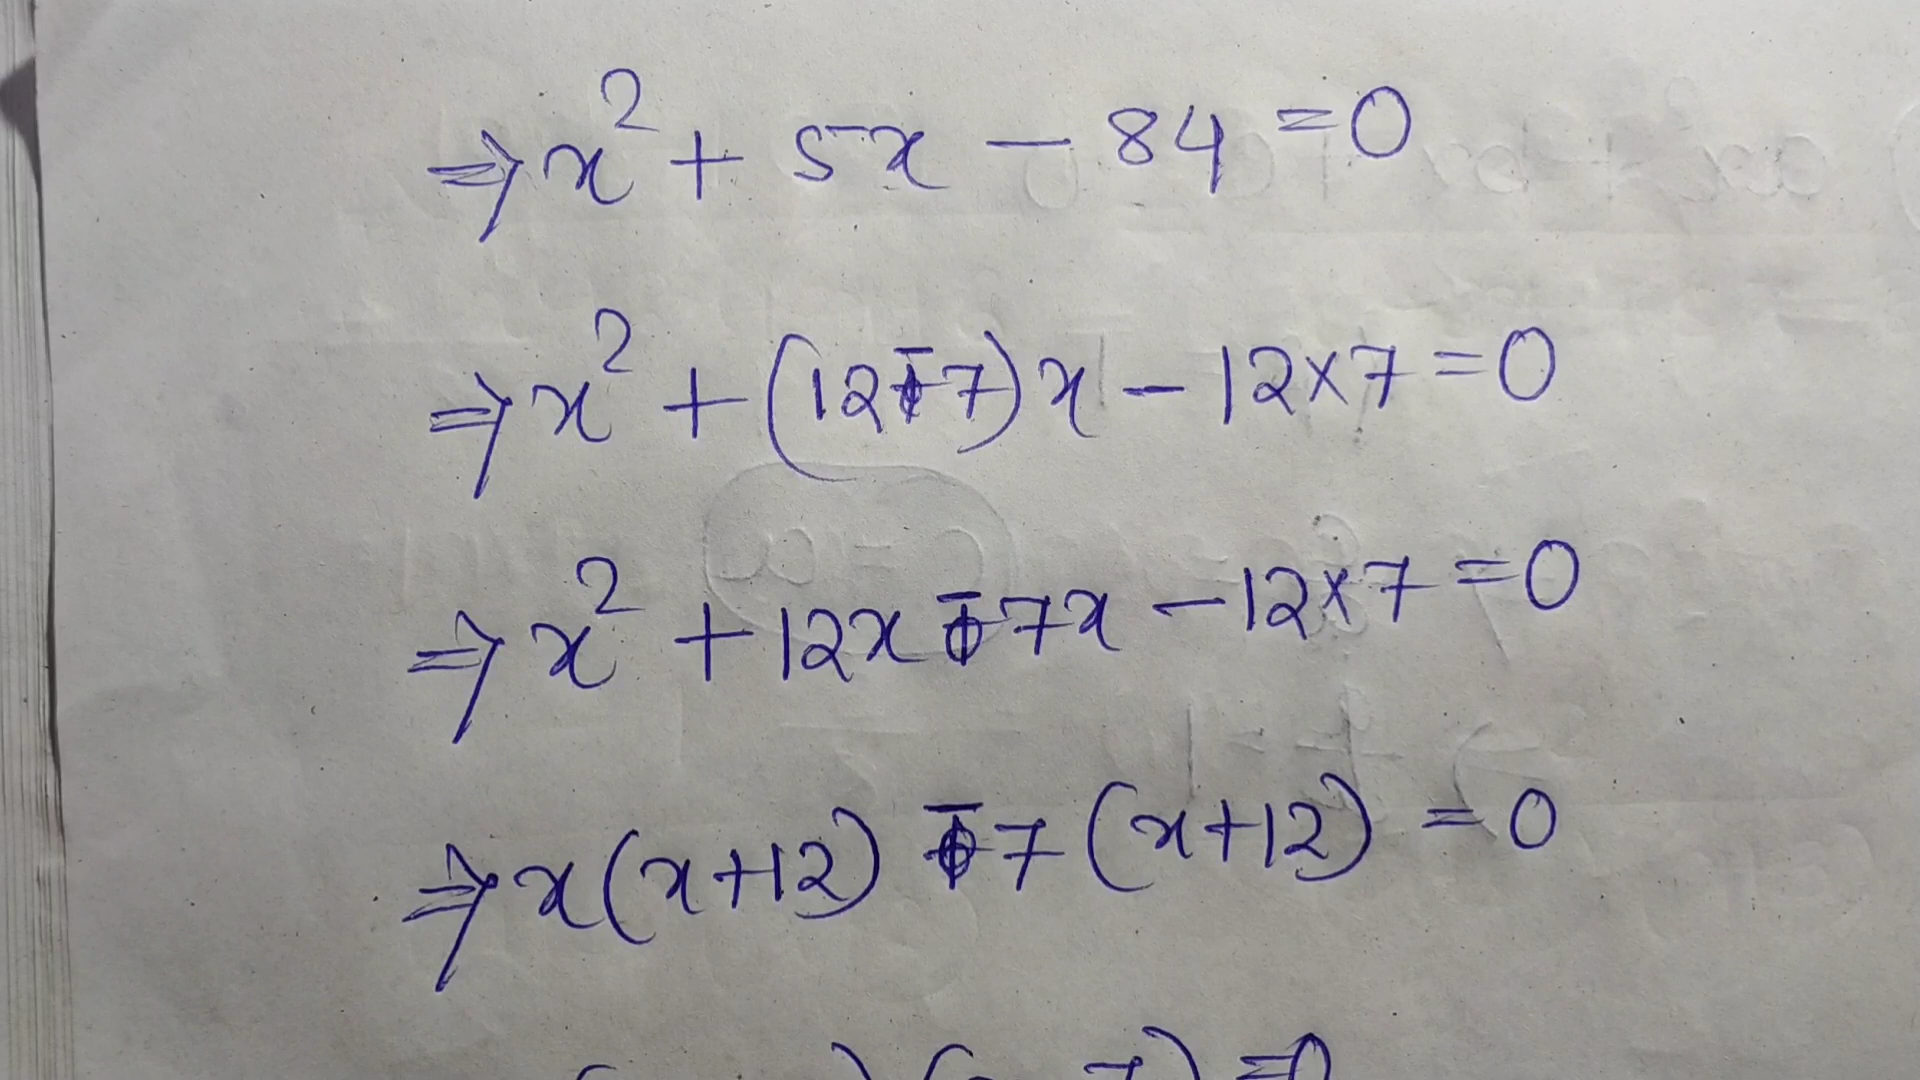 ⇒ x² + 5x − 84 = 0
⇒ x² + (12 − 7)x − 12×7 = 0
⇒ x² + 12x − 7x − 12×7 = 0
⇒ x(x+12) − 7(x+12) = 0